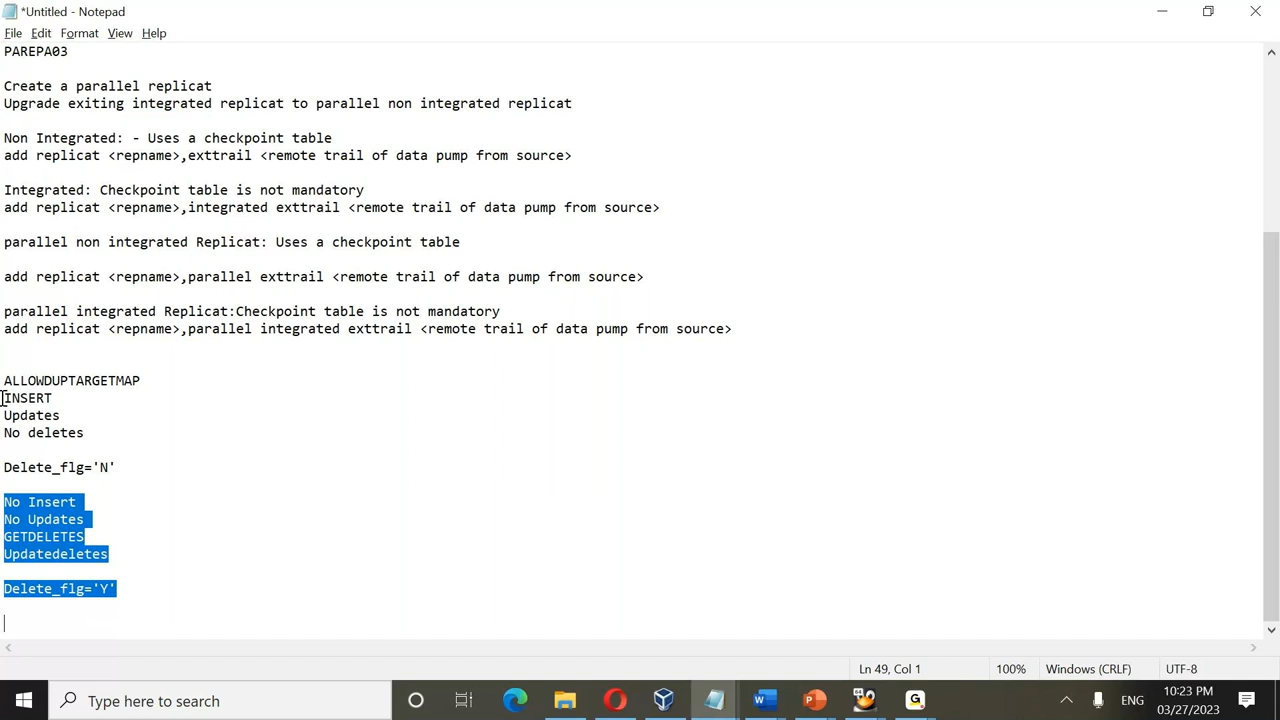 *Untitled - Notepad
File Edit Format View Help
PAREPA03
Create a parallel replicat
Upgrade exiting integrated replicat to parallel non integrated replicat
Non Integrated: - Uses a checkpoint table
add replicat <repname>,exttrail <remote trail of data pump from source>
Integrated: Checkpoint table is not mandatory
add replicat <repname>,integrated exttrail <remote trail of data pump from source>
parallel non integrated Replicat: Uses a checkpoint table
add replicat <repname>,parallel exttrail <remote trail of data pump from source>
parallel integrated Replicat:Checkpoint table is not mandatory
add replicat <repname>,parallel integrated exttrail <remote trail of data pump from source>
ALLOWDUPTARGETMAP
INSERT
Updates
No deletes
Delete_flg='N'
No Insert
No Updates
GETDELETES
Updatedeletes
Delete_flg='Y'
Ln 49, Col 1 100% Windows (CRLF) UTF-8
Type here to search
ENG
10:23 PM
03/27/2023